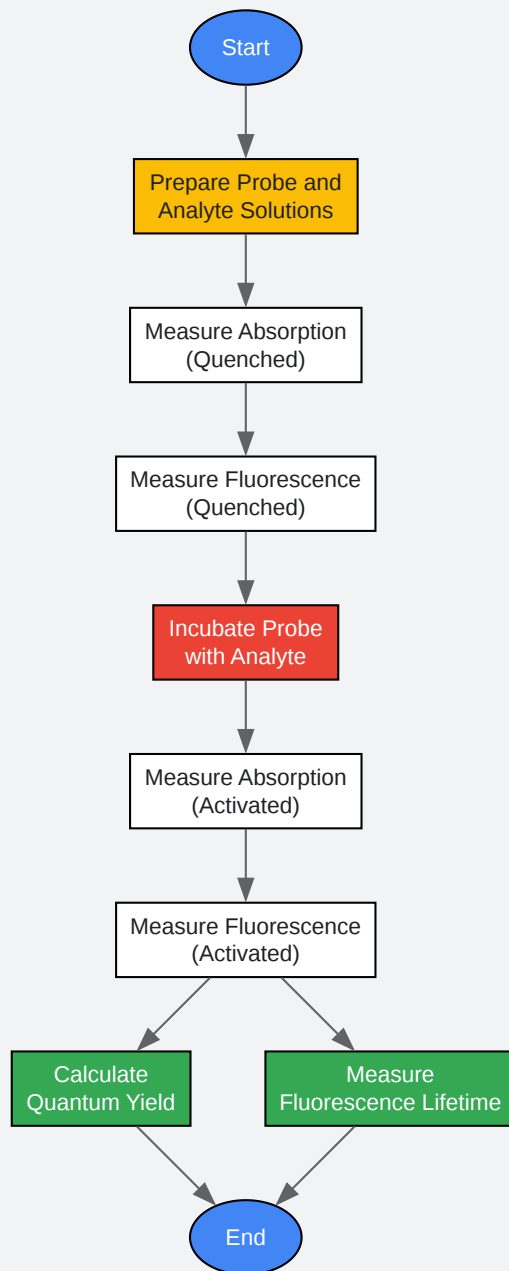 Start
Prepare Probe and
Analyte Solutions
Measure Absorption
(Quenched)
Measure Fluorescence
(Quenched)
Incubate Probe
with Analyte
Measure Absorption
(Activated)
Measure Fluorescence
(Activated)
Calculate
Quantum Yield
Measure
Fluorescence Lifetime
End